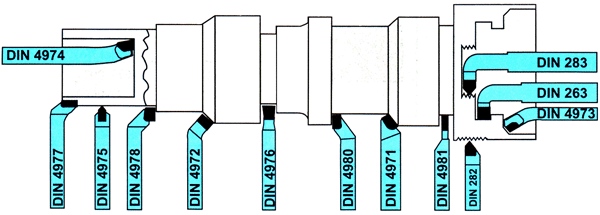 DIN 4974
DIN 283
DIN 263
DIN 4973
DIN 4977
DIN 4975
DIN 4978
DIN 4972
DIN 4976
DIN 4980
DIN 4971
DIN 4981
DIN 282